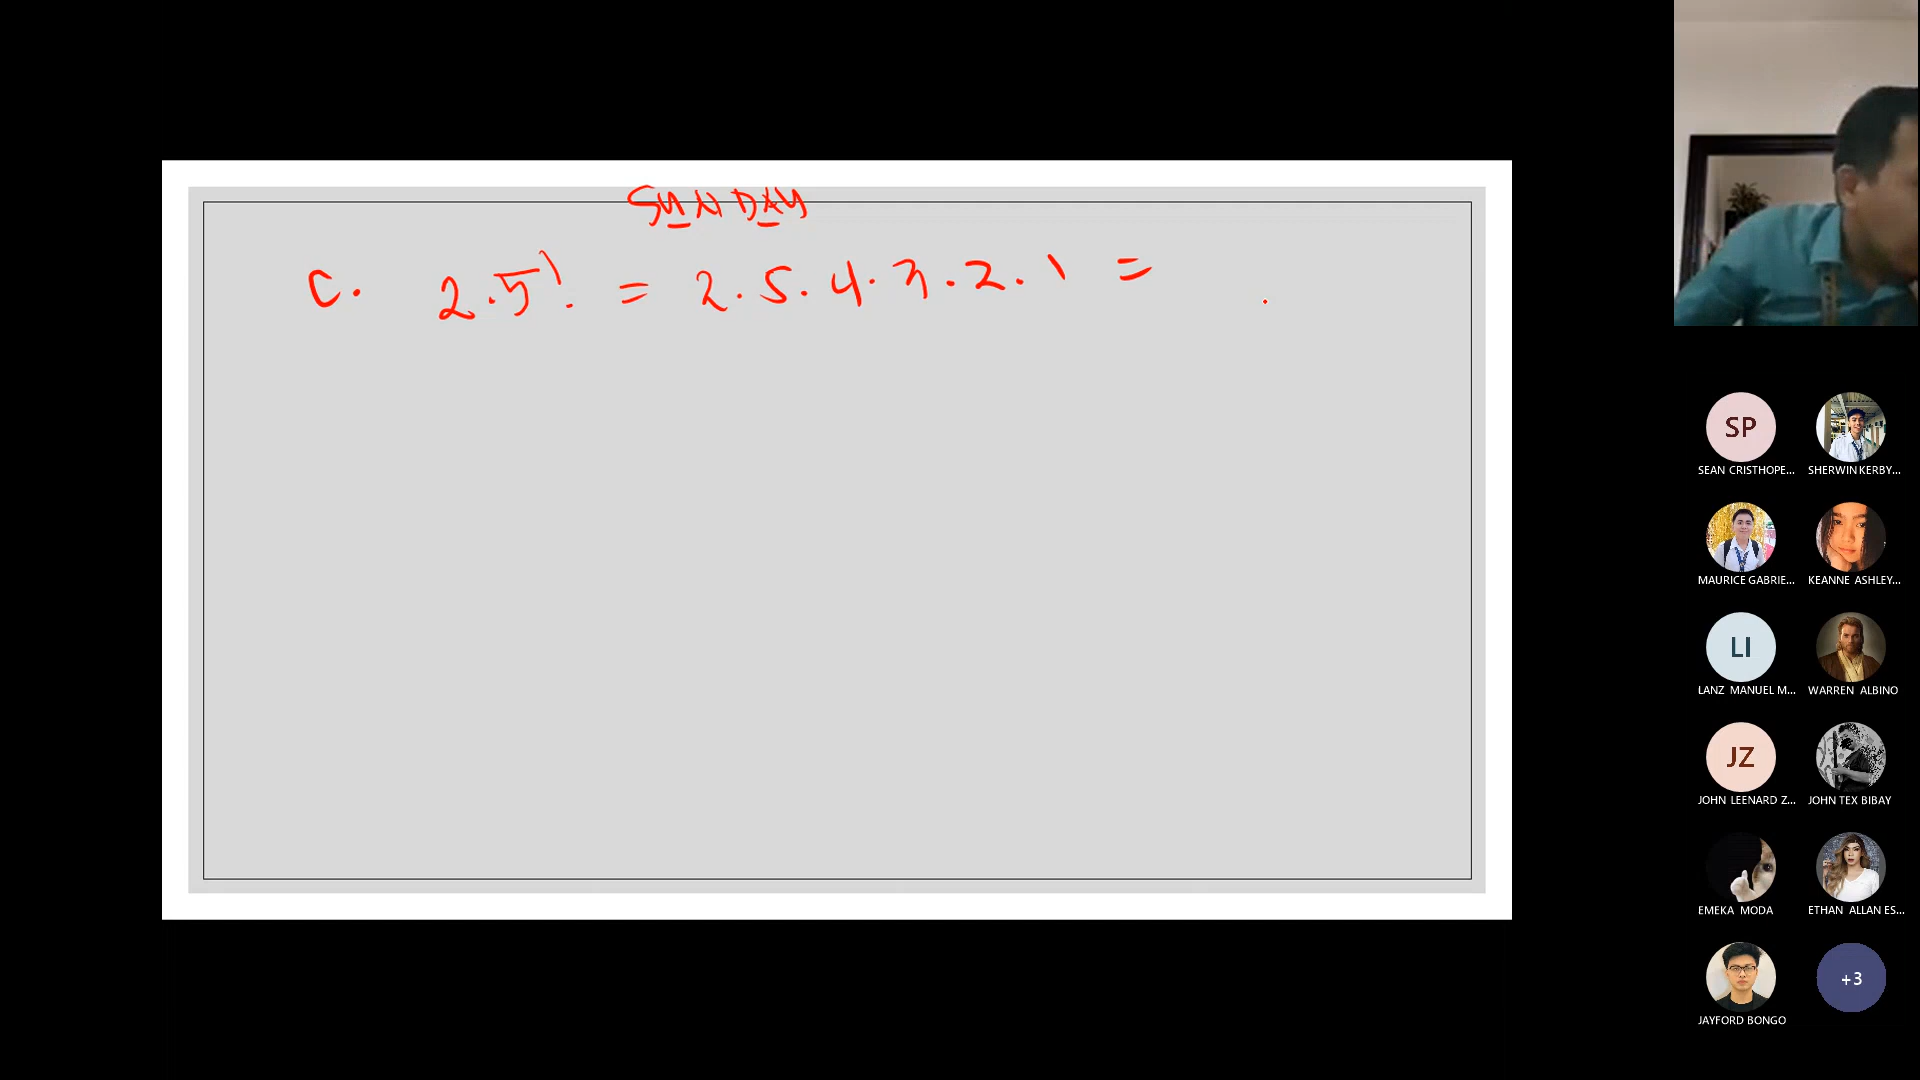 SUNDAY
C. 2·5! = 2·5·4·3·2·1 =
SP
SEAN CRISTHOPE...
SHERWIN KERBY...
MAURICE GABRIE...
KEANNE ASHLEY...
LI
LANZ MANUEL M...
WARREN ALBINO
JZ
JOHN LEENARD Z...
JOHN TEX BIBAY
EMEKA MODA
ETHAN ALLAN ES...
+3
JAYFORD BONGO